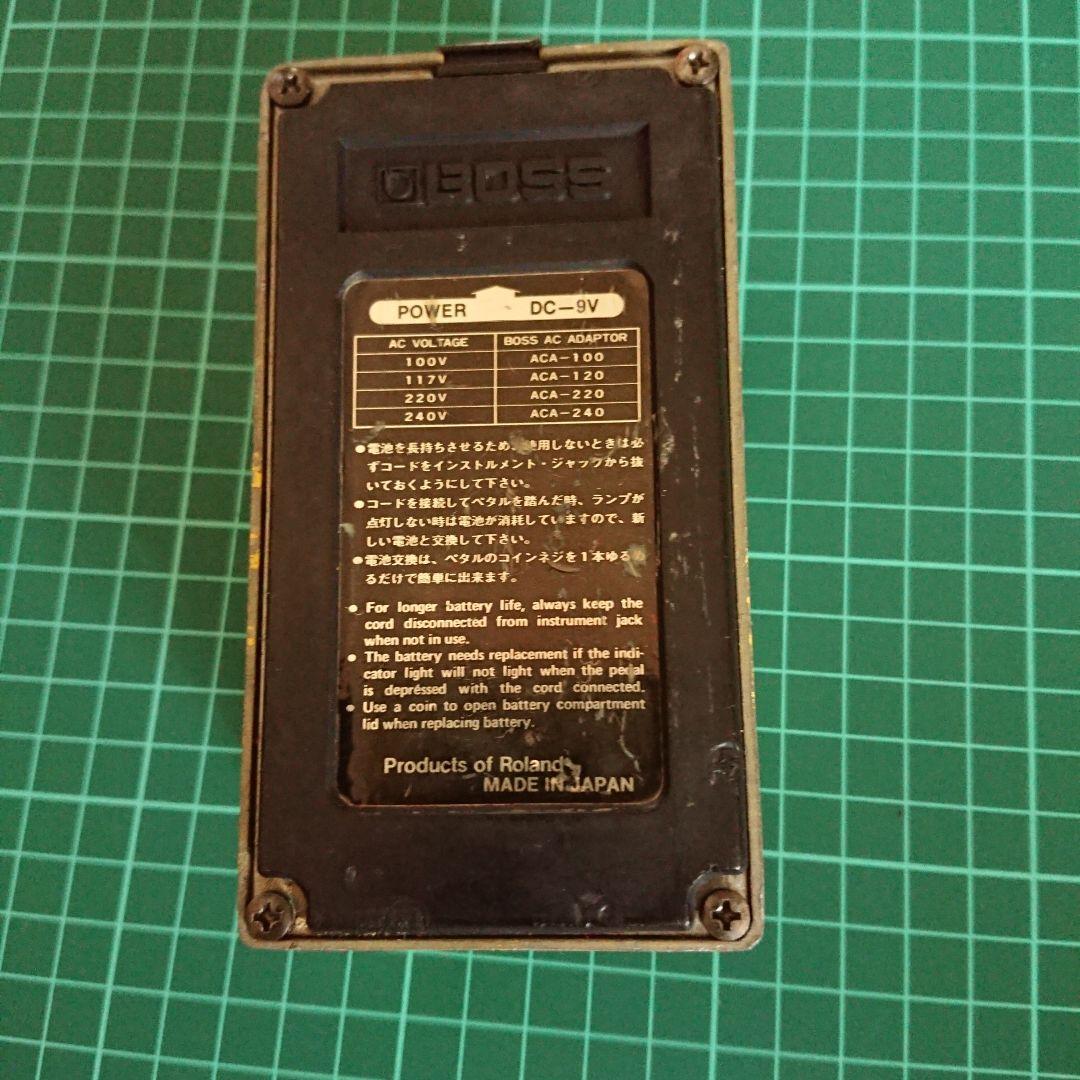 BOSS
POWER DC-9V
AC VOLTAGE BOSS AC ADAPTOR
100V ACA-100
117V ACA-120
220V ACA-220
240V ACA-240
●電池を長持ちさせるため、使用しないときは必
ずコードをインストルメント・ジャックから抜
いておくようにして下さい。
●コードを接続してペタルを踏んだ時、ランプが
点灯しない時は電池が消耗していますので、新
しい電池と交換して下さい。
●電池交換は、ペタルのコインネジを1本ゆるめ
るだけで簡単に出来ます。
● For longer battery life, always keep the
cord disconnected from instrument jack
when not in use.
● The battery needs replacement if the indi-
cator light will not light when the pedal
is depressed with the cord connected.
● Use a coin to open battery compartment
lid when replacing battery.
Products of Roland
MADE IN JAPAN